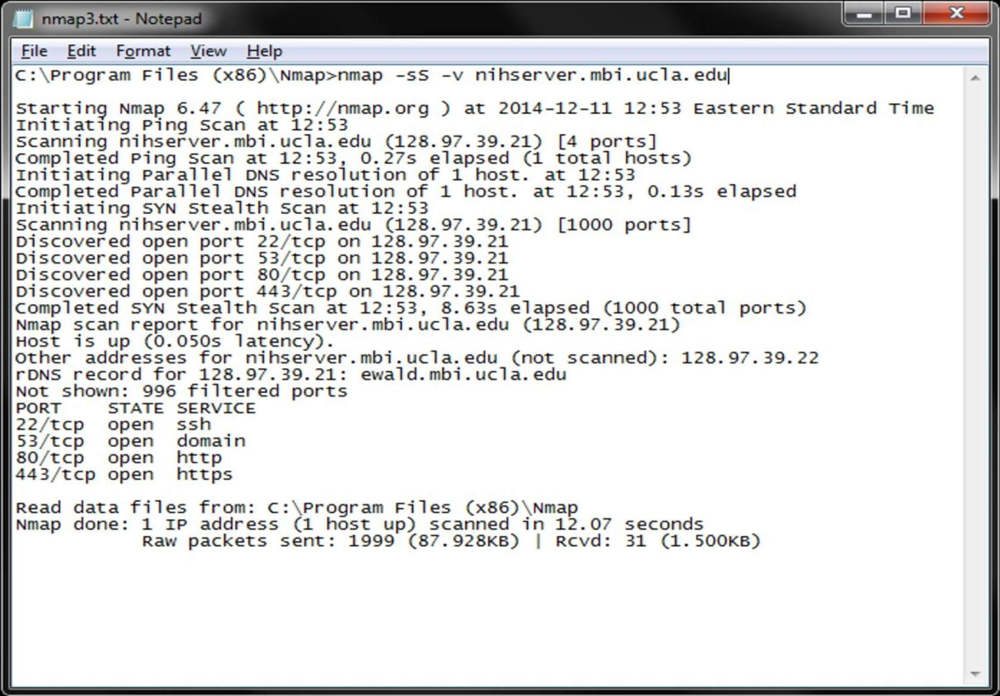 nmap3.txt - Notepad
File Edit Format View Help
C:\Program Files (x86)\Nmap>nmap -sS -v nihserver.mbi.ucla.edu
Starting Nmap 6.47 ( http://nmap.org ) at 2014-12-11 12:53 Eastern Standard Time
Initiating Ping Scan at 12:53
Scanning nihserver.mbi.ucla.edu (128.97.39.21) [4 ports]
Completed Ping Scan at 12:53, 0.27s elapsed (1 total hosts)
Initiating Parallel DNS resolution of 1 host. at 12:53
Completed Parallel DNS resolution of 1 host. at 12:53, 0.13s elapsed
Initiating SYN Stealth Scan at 12:53
Scanning nihserver.mbi.ucla.edu (128.97.39.21) [1000 ports]
Discovered open port 22/tcp on 128.97.39.21
Discovered open port 53/tcp on 128.97.39.21
Discovered open port 80/tcp on 128.97.39.21
Discovered open port 443/tcp on 128.97.39.21
Completed SYN Stealth Scan at 12:53, 8.63s elapsed (1000 total ports)
Nmap scan report for nihserver.mbi.ucla.edu (128.97.39.21)
Host is up (0.050s latency).
Other addresses for nihserver.mbi.ucla.edu (not scanned): 128.97.39.22
rDNS record for 128.97.39.21: ewald.mbi.ucla.edu
Not shown: 996 filtered ports
PORT    STATE SERVICE
22/tcp  open  ssh
53/tcp  open  domain
80/tcp  open  http
443/tcp open  https
Read data files from: C:\Program Files (x86)\Nmap
Nmap done: 1 IP address (1 host up) scanned in 12.07 seconds
Raw packets sent: 1999 (87.928KB) | Rcvd: 31 (1.500KB)